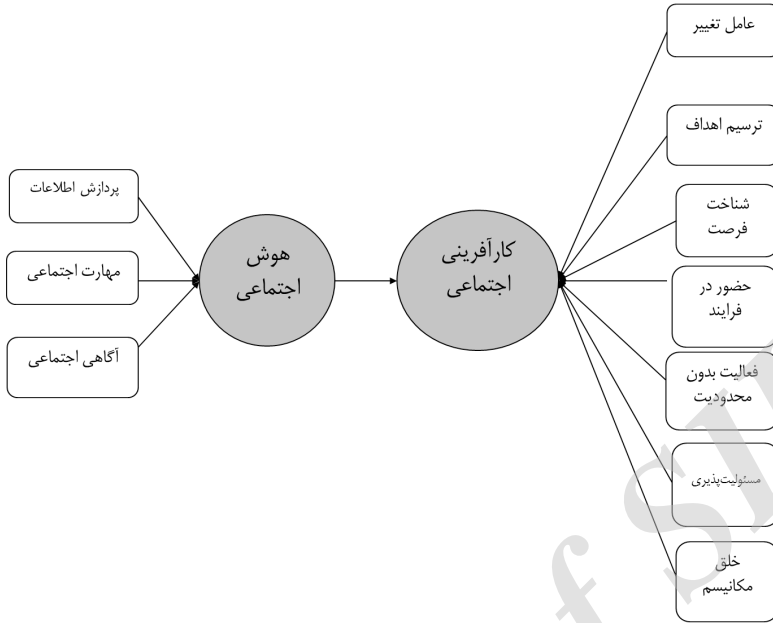 عامل تغییر
ترسیم اهداف
شناخت
فرصت
حضور در
فرایند
فعالیت بدون
محدودیت
مسئولیت‌پذیری
خلق
مکانیسم
کارآفرینی
اجتماعی
هوش
اجتماعی
پردازش اطلاعات
مهارت اجتماعی
آگاهی اجتماعی
f SI